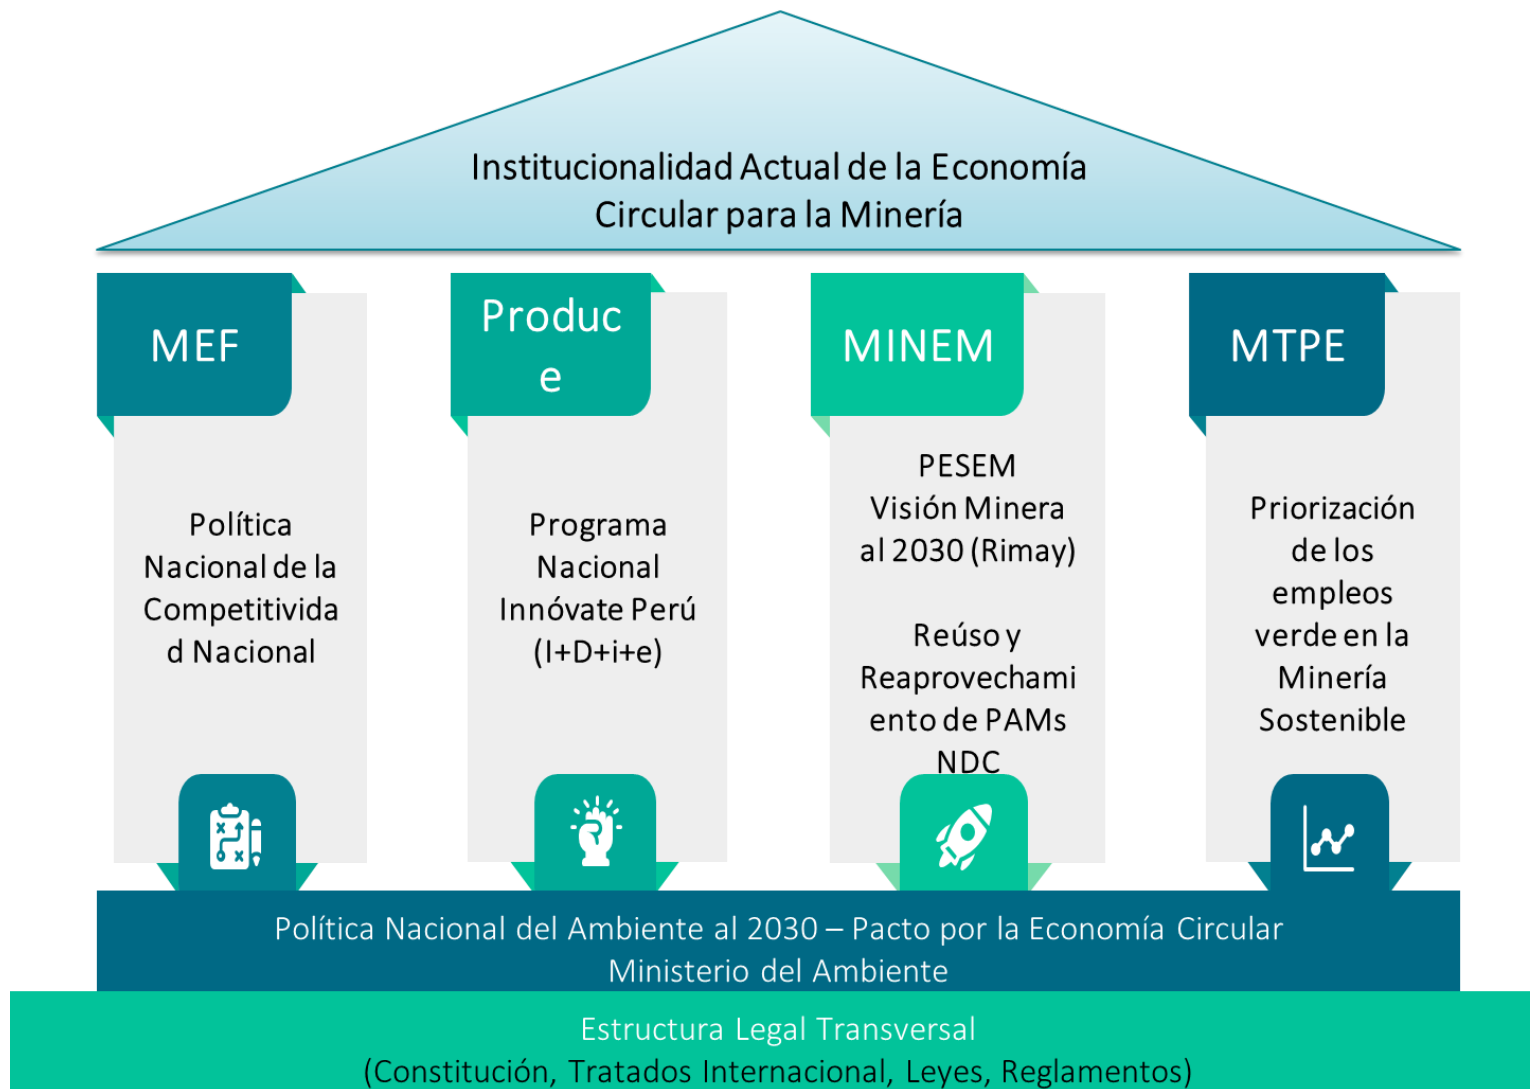 Institucionalidad Actual de la Economía
Circular para la Minería
MEF
Política
Nacional de la
Competitivida
d Nacional
Produc
e
Programa
Nacional
Innóvate Perú
(I+D+i+e)
MINEM
PESEM
Visión Minera
al 2030 (Rimay)
Reúso y
Reaprovechami
ento de PAMs
NDC
MTPE
Priorización
de los
empleos
verde en la
Minería
Sostenible
Política Nacional del Ambiente al 2030 – Pacto por la Economía Circular
Ministerio del Ambiente
Estructura Legal Transversal
(Constitución, Tratados Internacional, Leyes, Reglamentos)